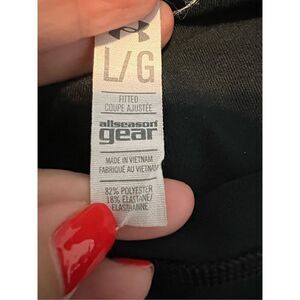 L/G
FITTED
COUPE AJUSTÉE
allseason
gear
MADE IN VIETNAM
FABRIQUÉ AU VIETNAM
82% POLYESTER
18% ELASTANE/
ÉLASTHANNE